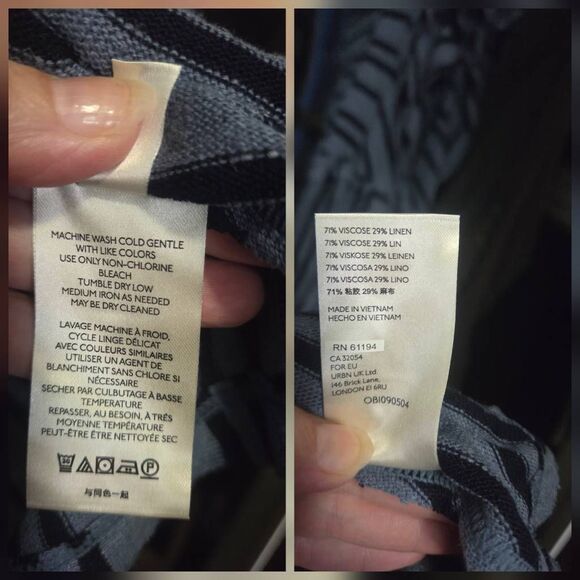 MACHINE WASH COLD GENTLE
WITH LIKE COLORS
USE ONLY NON-CHLORINE
BLEACH
TUMBLE DRY LOW
MEDIUM IRON AS NEEDED
MAY BE DRY CLEANED
LAVAGE MACHINE À FROID,
CYCLE LINGE DÉLICAT
AVEC COULEURS SIMILAIRES
UTILISER UN AGENT DE
BLANCHIMENT SANS CHLORE SI
NÉCESSAIRE
SECHER PAR CULBUTAGE À BASSE
TEMPERATURE
REPASSER, AU BESOIN, À TRÉS
MOYENNE TEMPÉRATURE
PEUT-ÊTRE ÊTRE NETTOYÉE SEC
与同色一起
71% VISCOSE 29% LINEN
71% VISCOSE 29% LIN
71% VISKOSE 29% LEINEN
71% VISCOSA 29% LINO
71% VISCOSA 29% LINO
71% 粘胶 29% 麻布
MADE IN VIETNAM
HECHO EN VIETNAM
RN 61194
CA 32054
FOR EU
URBN UK Ltd.
146 Brick Lane,
LONDON E1 6RU
OBI090504